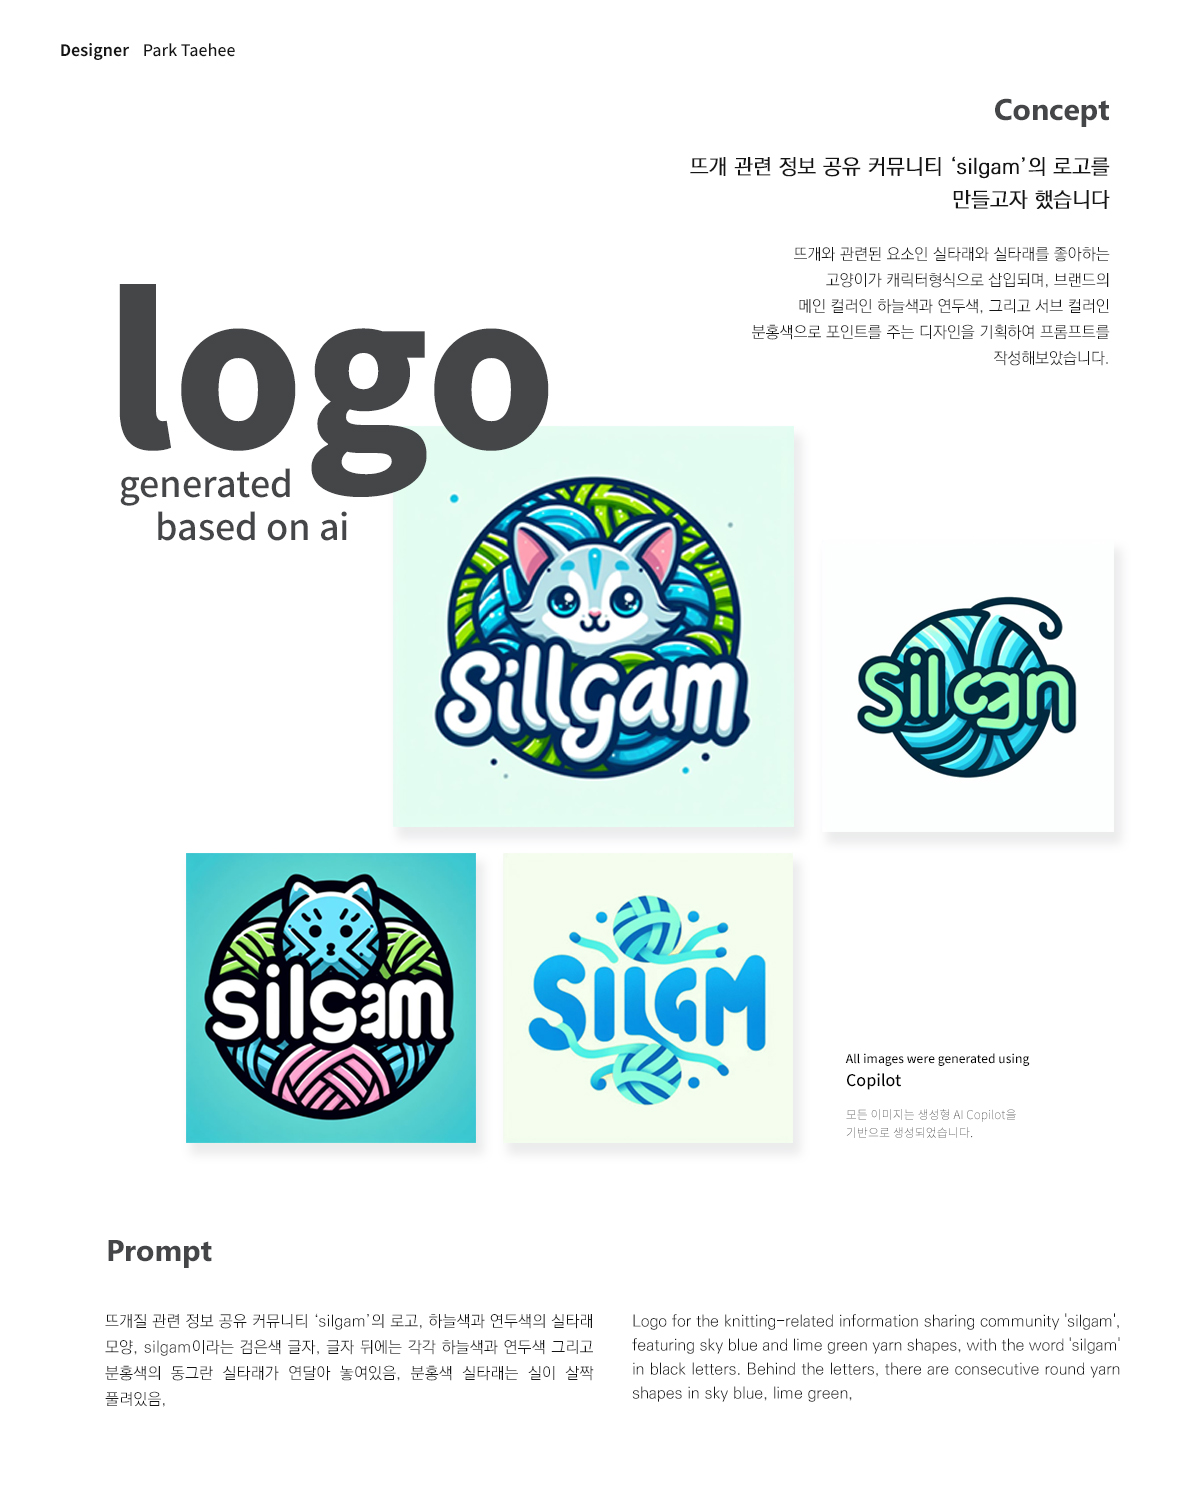 Designer Park Taehee
Concept
뜨개 관련 정보 공유 커뮤니티 ‘silgam’의 로고를
만들고자 했습니다
뜨개와 관련된 요소인 실타래와 실타래를 좋아하는
고양이가 캐릭터형식으로 삽입되며, 브랜드의
메인 컬러인 하늘색과 연두색, 그리고 서브 컬러인
분홍색으로 포인트를 주는 디자인을 기획하여 프롬프트를
작성해보았습니다.
logo
generated
based on ai
Sillgam
Silcgn
silgam
SILGM
All images were generated using
Copilot
모든 이미지는 생성형 AI Copilot을
기반으로 생성되었습니다.
Prompt
뜨개질 관련 정보 공유 커뮤니티 ‘silgam’의 로고, 하늘색과 연두색의 실타래
모양, silgam이라는 검은색 글자, 글자 뒤에는 각각 하늘색과 연두색 그리고
분홍색의 동그란 실타래가 연달아 놓여있음, 분홍색 실타래는 실이 살짝
풀려있음,
Logo for the knitting-related information sharing community 'silgam',
featuring sky blue and lime green yarn shapes, with the word 'silgam'
in black letters. Behind the letters, there are consecutive round yarn
shapes in sky blue, lime green,